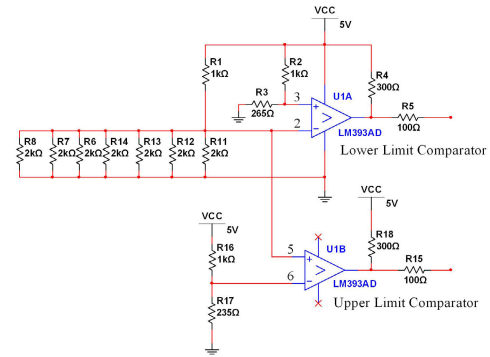 VCC
5V
R1
1kΩ
R2
1kΩ
R4
300Ω
R3
265Ω
3
U1A
R5
100Ω
2
LM393AD
Lower Limit Comparator
R8
2kΩ
R7
2kΩ
R6
2kΩ
R14
2kΩ
R13
2kΩ
R12
2kΩ
R11
2kΩ
VCC
5V
VCC
5V
R16
1kΩ
R18
300Ω
5
U1B
R15
100Ω
6
LM393AD
R17
235Ω
Upper Limit Comparator